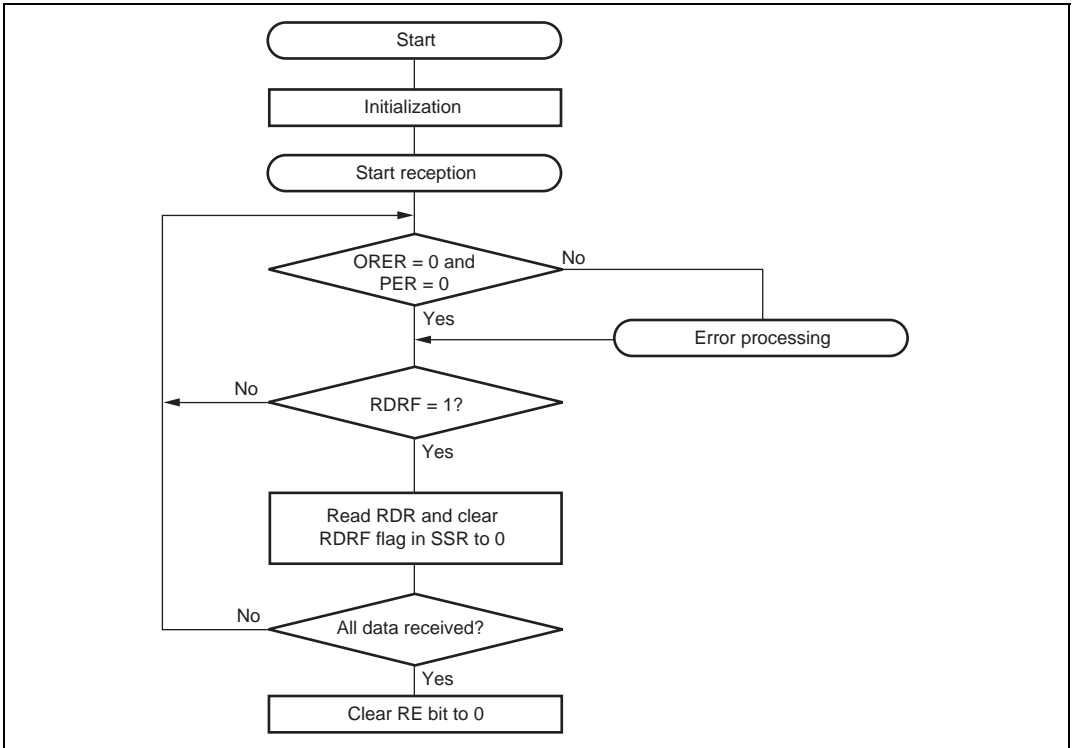 Start
Initialization
Start reception
ORER = 0 and
PER = 0
No
Yes
Error processing
No
RDRF = 1?
Yes
Read RDR and clear
RDRF flag in SSR to 0
No
All data received?
Yes
Clear RE bit to 0